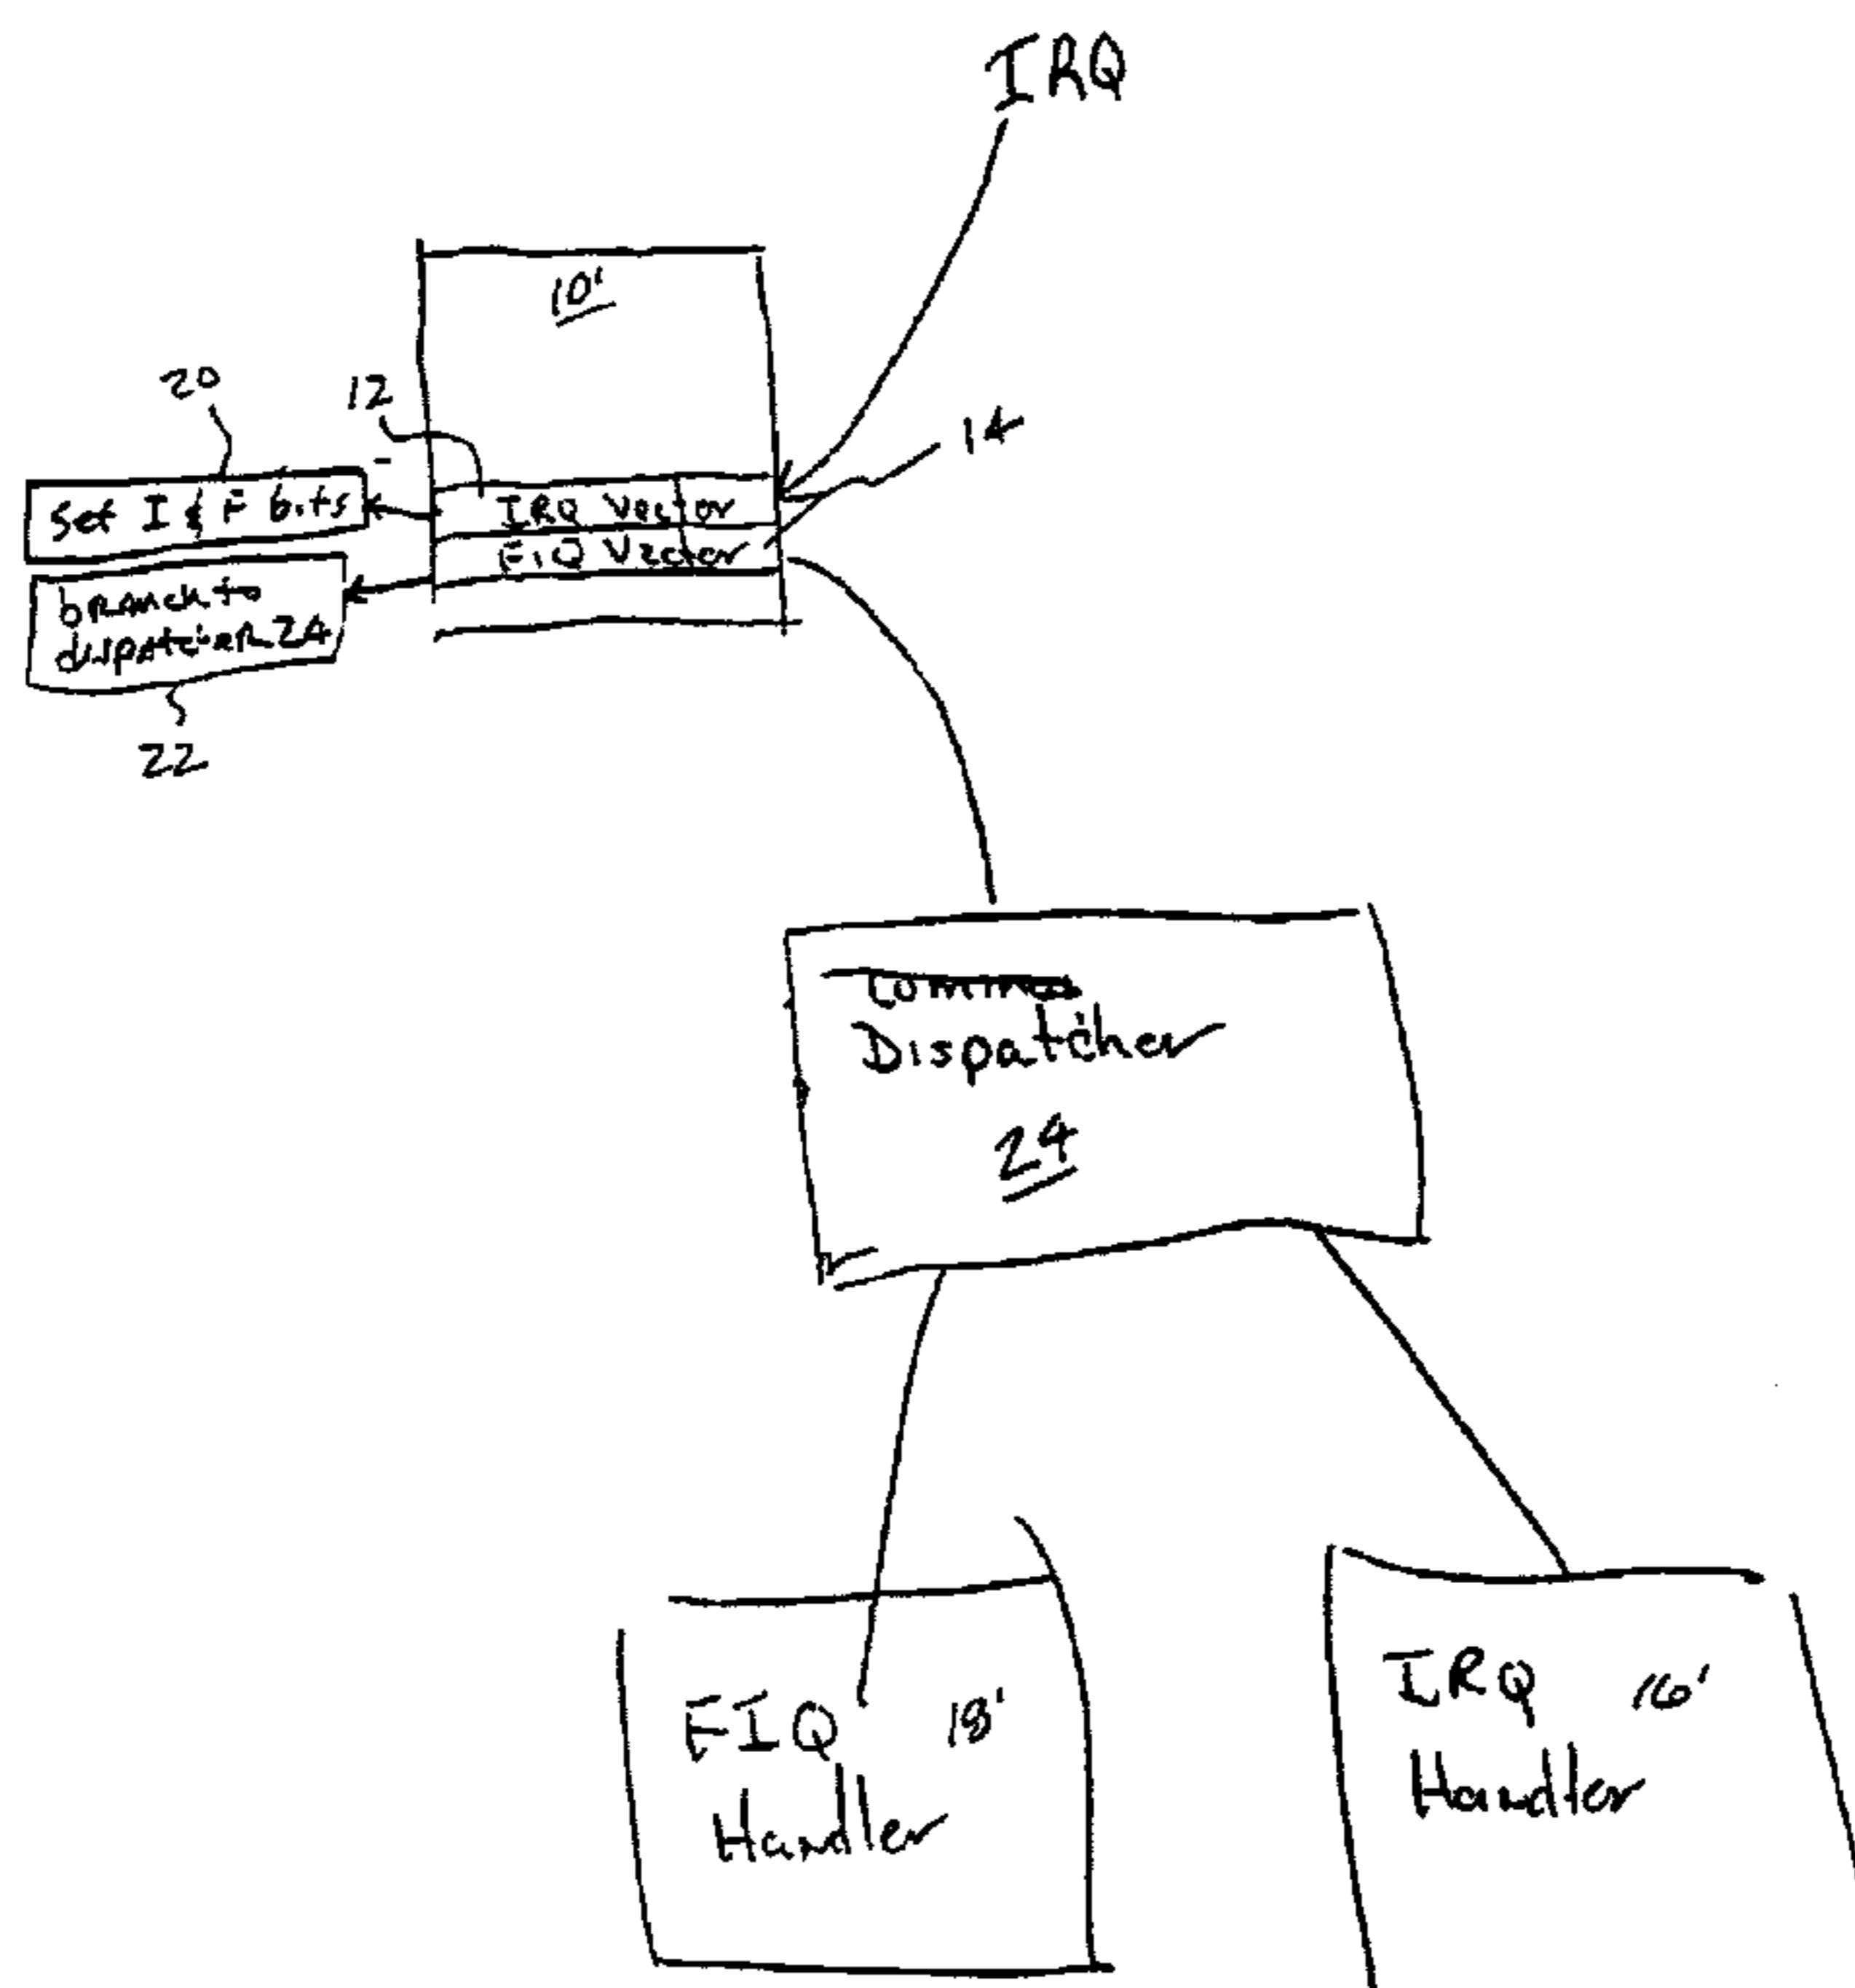 IRQ
10'
20
12
14
Set I & F bits
IRQ Vector
FIQ Vector
branch to
dispatcher 24
22
Dispatcher
24
FIQ 18'
Handler
IRQ 16'
Handler